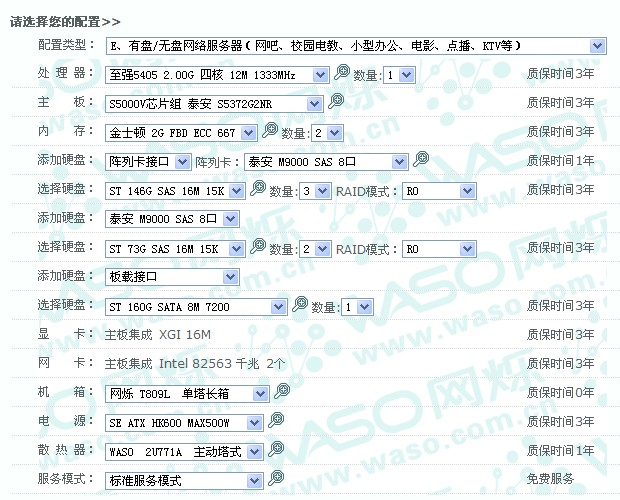 请选择您的配置>>
配置类型： E、有盘/无盘网络服务器（网吧、校园电教、小型办公、电影、点播、KTV等）
处 理 器： 至强5405 2.00G 四核 12M 1333MHz 数量: 1 质保时间3年
主 板： S5000V芯片组 泰安 S5372G2NR 质保时间3年
内 存： 金士顿 2G FBD ECC 667 数量: 2 质保时间3年
添加硬盘： 阵列卡接口 阵列卡： 泰安 M9000 SAS 8口 质保时间1年
选择硬盘： ST 146G SAS 16M 15K 数量: 3 RAID模式： R0 质保时间3年
添加硬盘： 泰安 M9000 SAS 8口
选择硬盘： ST 73G SAS 16M 15K 数量: 2 RAID模式： R0 质保时间3年
添加硬盘： 板载接口
选择硬盘： ST 160G SATA 8M 7200 数量: 1 质保时间3年
显 卡： 主板集成 XGI 16M 质保时间3年
网 卡： 主板集成 Intel 82563 千兆 2个 质保时间3年
机 箱： 网烁 T809L 单塔长箱 质保时间0年
电 源： SE ATX HK600 MAX500W 质保时间3年
散 热 器： WASO 2U771A 主动塔式 质保时间1年
服务模式： 标准服务模式 免费服务
WASO 网烁
www.waso.com.cn